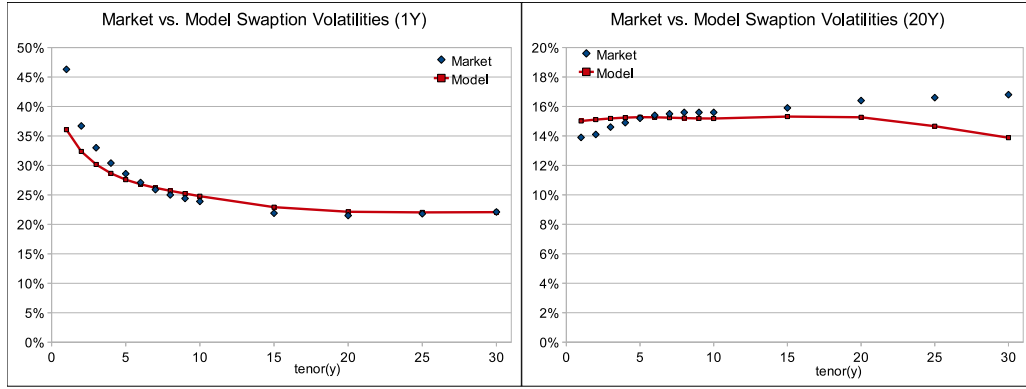 Market vs. Model Swaption Volatilities (1Y)
50%
45%
40%
35%
30%
25%
20%
15%
10%
5%
0%
Market
Model
0 5 10 15 20 25 30
tenor(y)
Market vs. Model Swaption Volatilities (20Y)
20%
18%
16%
14%
12%
10%
8%
6%
4%
2%
0%
Market
Model
0 5 10 15 20 25 30
tenor(y)